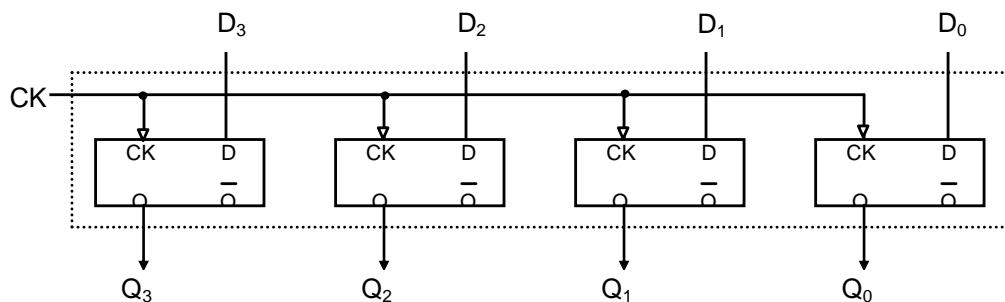 D₃ D₂ D₁ D₀
CK
CK D CK D CK D CK D
Q Q̅ Q Q̅ Q Q̅ Q Q̅
Q₃ Q₂ Q₁ Q₀